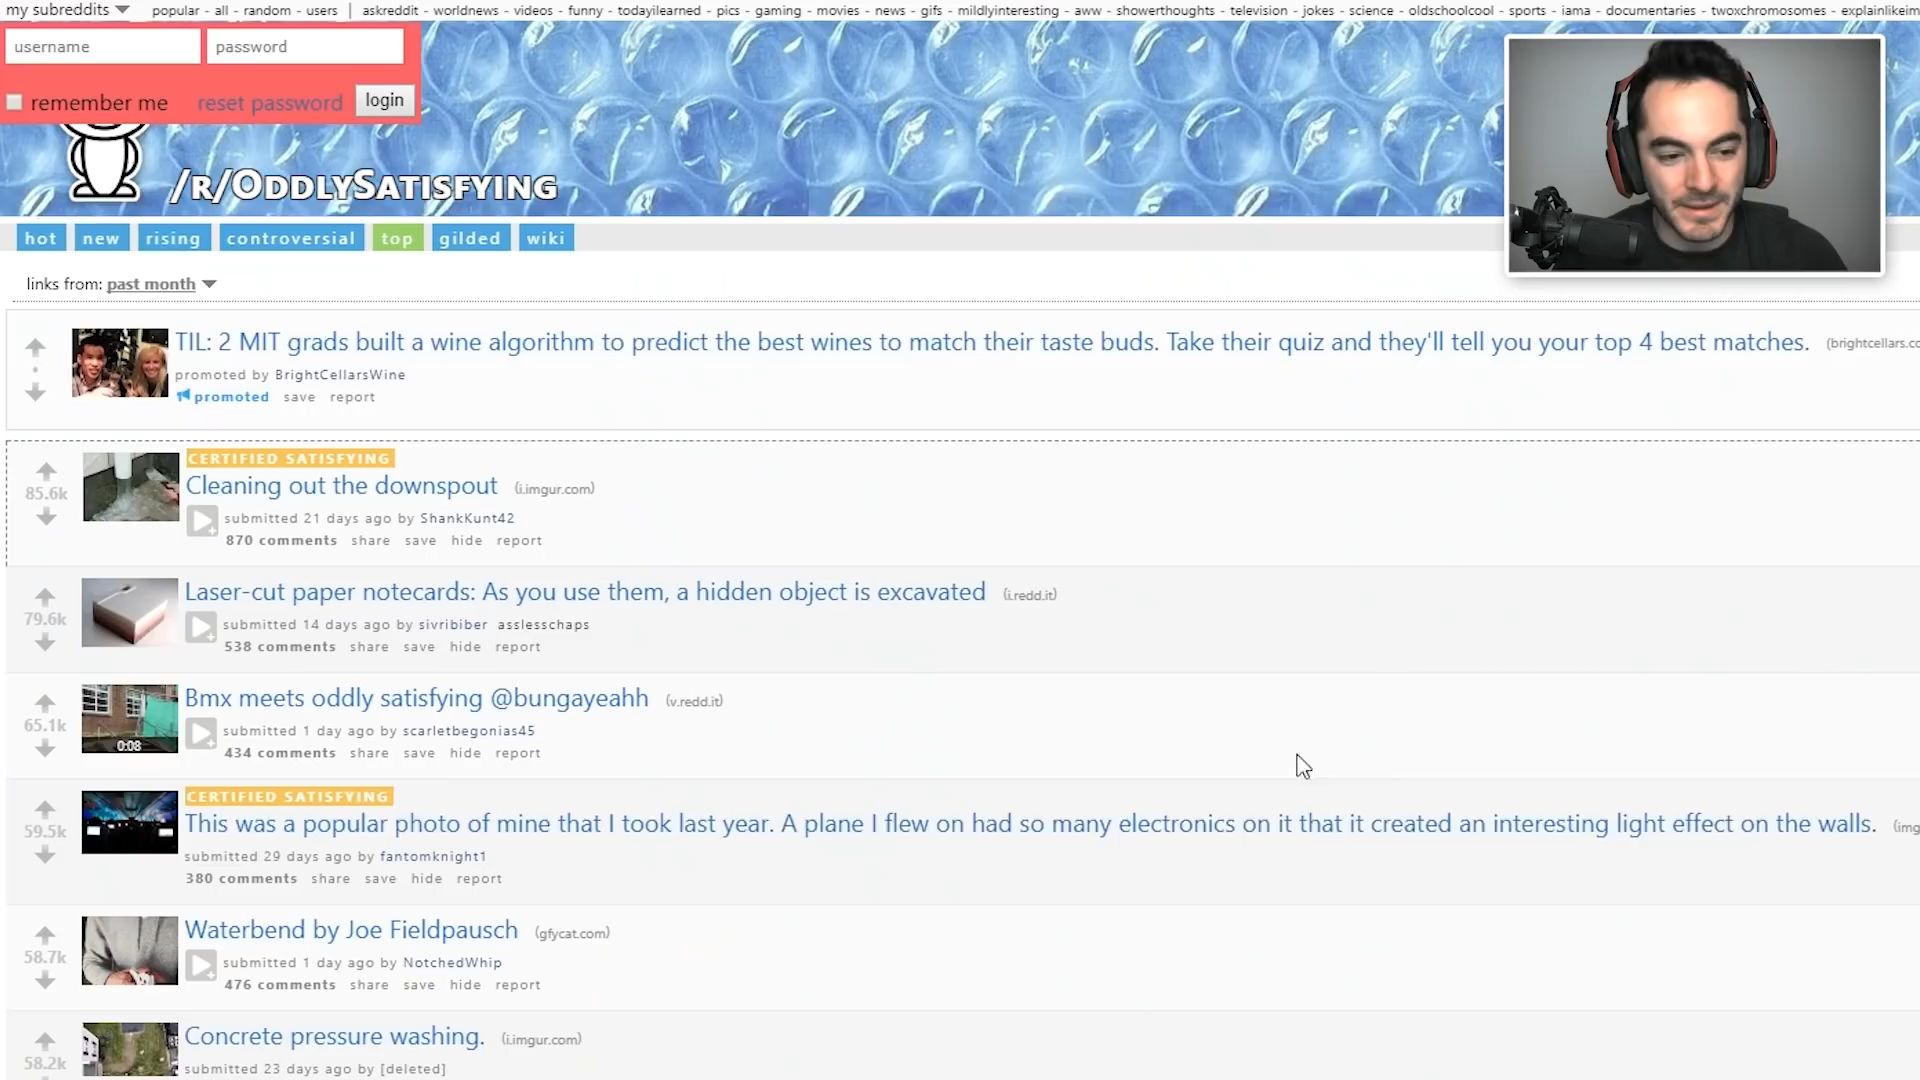 my subreddits popular - all - random - users | askreddit - worldnews - videos - funny - todayilearned - pics - gaming - movies - news - gifs - mildlyinteresting - aww - showerthoughts - television - jokes - science - oldschoolcool - sports - iama - documentaries - twoxchromosomes - explainlikeim
username password
remember me reset password login
/R/ODDLYSATISFYING
hot new rising controversial top gilded wiki
links from: past month
TIL: 2 MIT grads built a wine algorithm to predict the best wines to match their taste buds. Take their quiz and they'll tell you your top 4 best matches. (brightcellars.co
promoted by BrightCellarsWine
promoted save report
CERTIFIED SATISFYING
Cleaning out the downspout (i.imgur.com)
85.6k
submitted 21 days ago by ShankKunt42
870 comments share save hide report
Laser-cut paper notecards: As you use them, a hidden object is excavated (i.redd.it)
79.6k
submitted 14 days ago by sivribiber asslesschaps
538 comments share save hide report
Bmx meets oddly satisfying @bungayeahh (v.redd.it)
65.1k
submitted 1 day ago by scarletbegonias45
0:08
434 comments share save hide report
CERTIFIED SATISFYING
This was a popular photo of mine that I took last year. A plane I flew on had so many electronics on it that it created an interesting light effect on the walls. (img
59.5k
submitted 29 days ago by fantomknight1
380 comments share save hide report
Waterbend by Joe Fieldpausch (gfycat.com)
58.7k
submitted 1 day ago by NotchedWhip
476 comments share save hide report
Concrete pressure washing. (i.imgur.com)
58.2k
submitted 23 days ago by [deleted]